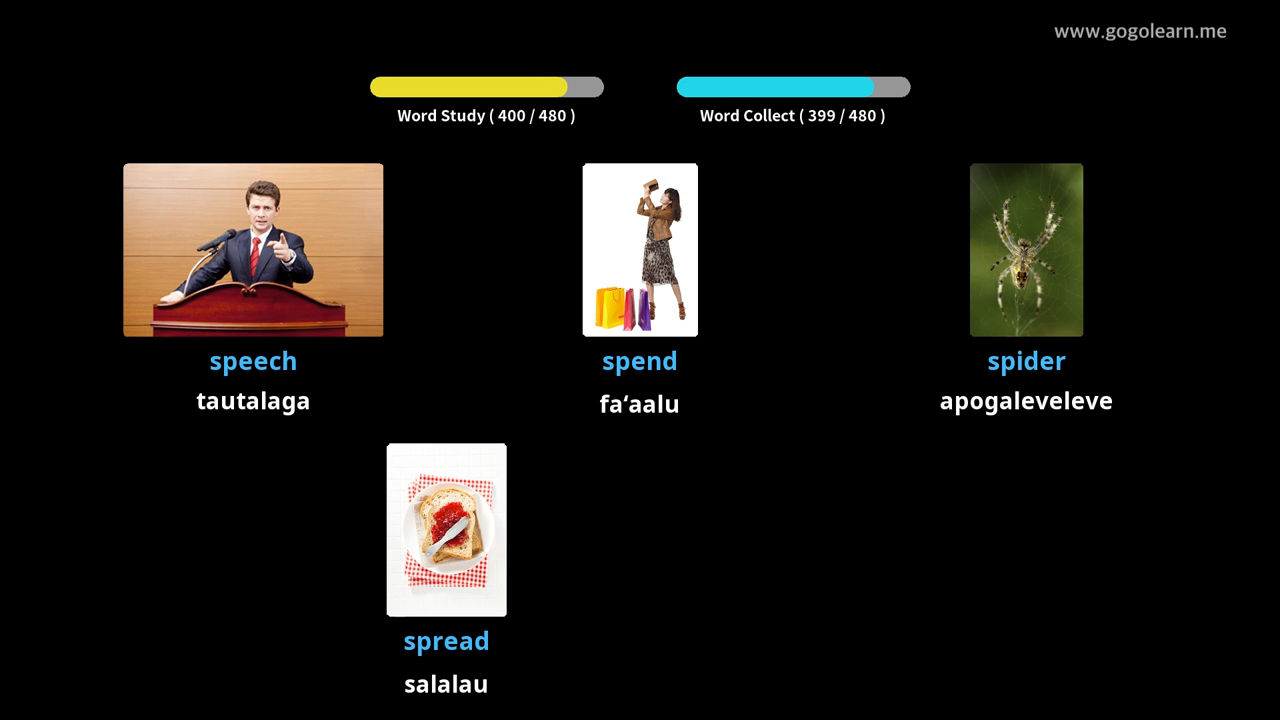 www.gogolearn.me
Word Study ( 400 / 480 )
Word Collect ( 399 / 480 )
speech
tautalaga
spend
fa‘aalu
spider
apogaleveleve
spread
salalau